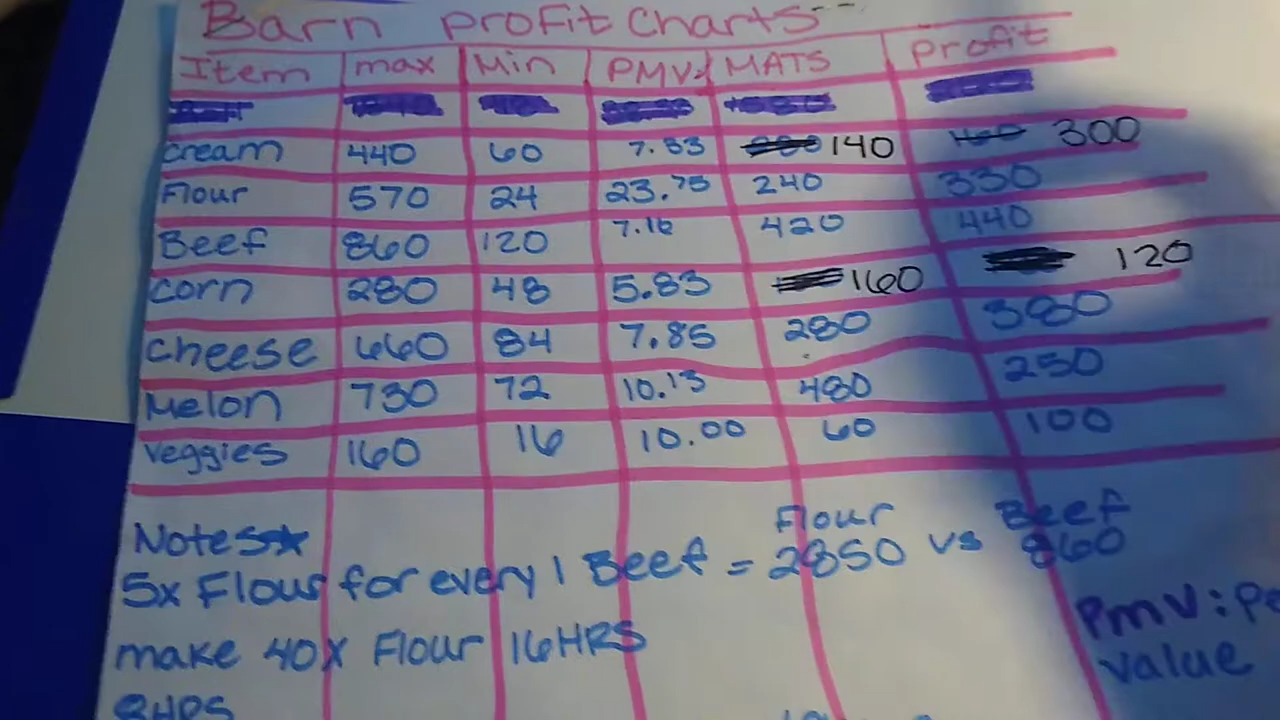 Barn Profit Charts--
Item max Min PMV MATS Profit
cream 440 60 7.33 140 300
Flour 570 24 23.75 240 330
Beef 860 120 7.16 420 440
corn 280 48 5.83 160 120
cheese 660 84 7.85 280 380
Melon 730 72 10.13 480 250
Veggies 160 16 10.00 60 100
Notes
Flour Beef
5x Flour for every 1 Beef = 2850 vs 860
make 40x Flour 16HRS
PMV:
value
8HRS